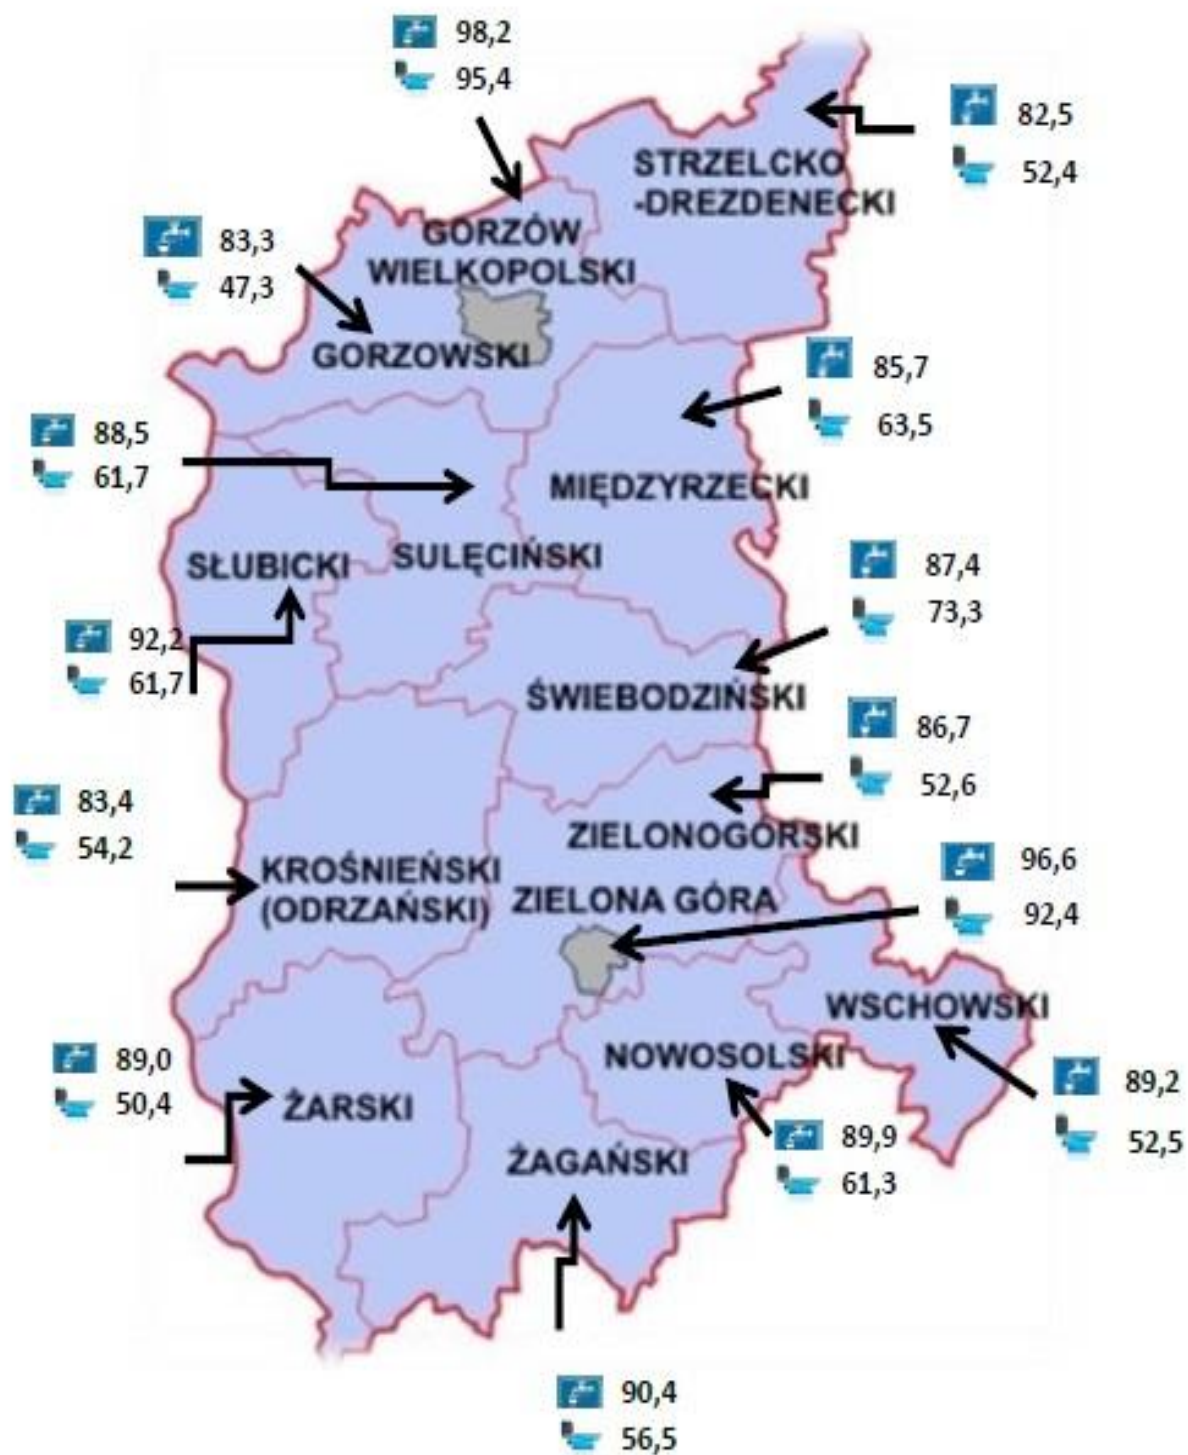 98,2
95,4
82,5
52,4
STRZELCKO
-DREZDENECKI
83,3
47,3
GORZÓW
WIELKOPOLSKI
GORZOWSKI
85,7
63,5
88,5
61,7
MIĘDZYRZECKI
SŁUBICKI
SULĘCIŃSKI
87,4
73,3
92,2
61,7
ŚWIEBODZIŃSKI
86,7
52,6
83,4
54,2
ZIELONOGÓRSKI
KROŚNIEŃSKI
(ODRZAŃSKI)
ZIELONA GÓRA
96,6
92,4
WSCHOWSKI
NOWOSOLSKI
89,0
50,4
ŻARSKI
89,2
52,5
ŻAGAŃSKI
89,9
61,3
90,4
56,5